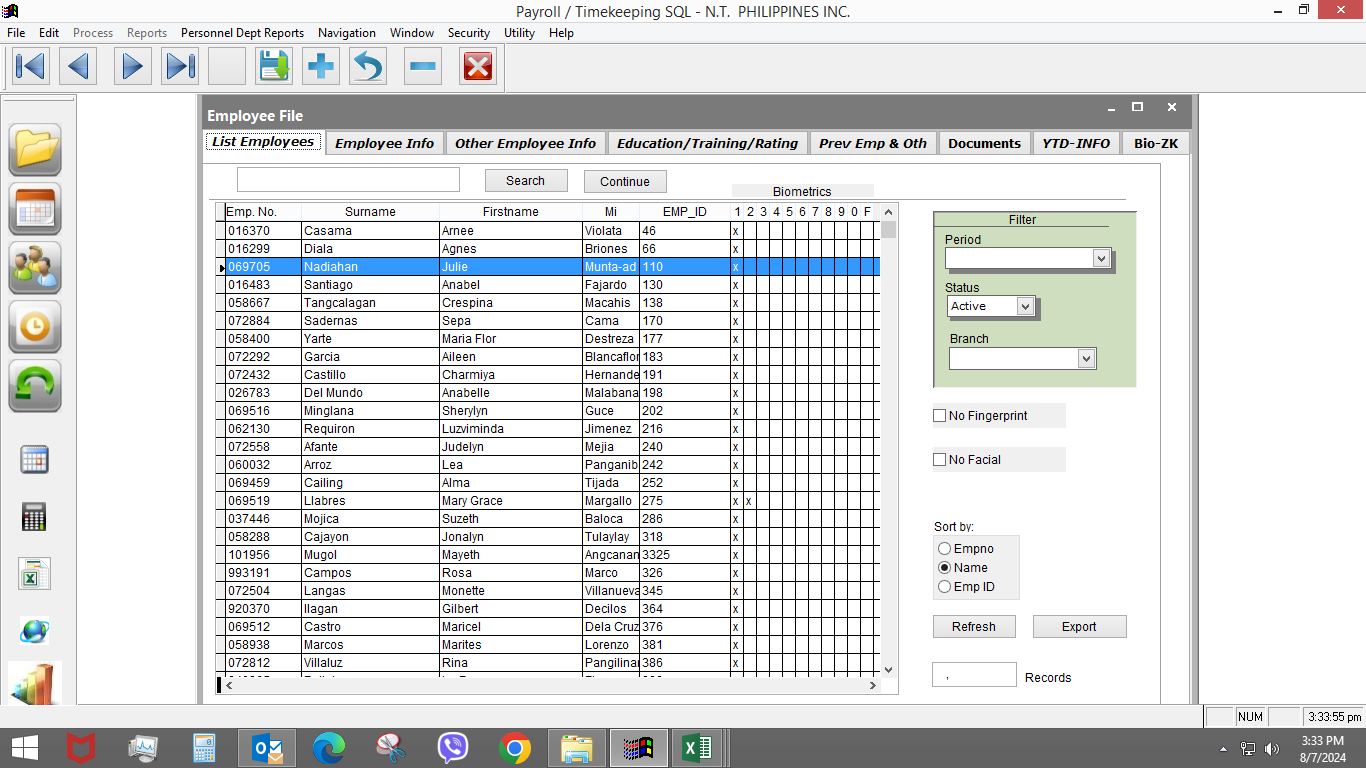 Payroll / Timekeeping SQL - N.T.  PHILIPPINES INC.
File Edit Process Reports Personnel Dept Reports Navigation Window Security Utility Help
Employee File
List Employees Employee Info Other Employee Info Education/Training/Rating Prev Emp & Oth Documents YTD-INFO Bio-ZK
Search Continue
Biometrics
Emp. No. Surname Firstname Mi EMP_ID 1 2 3 4 5 6 7 8 9 0 F
016370 Casama Arnee Violata 46 x
016299 Diala Agnes Briones 66 x
069705 Nadiahan Julie Munta-ad 110 x
016483 Santiago Anabel Fajardo 130 x
058667 Tangcalagan Crespina Macahis 138 x
072884 Sadernas Sepa Cama 170 x
058400 Yarte Maria Flor Destreza 177 x
072292 Garcia Aileen Blancaflor 183 x
072432 Castillo Charmiya Hernande 191 x
026783 Del Mundo Anabelle Malabana 198 x
069516 Minglana Sherylyn Guce 202 x
062130 Requiron Luzviminda Jimenez 216 x
072558 Afante Judelyn Mejia 240 x
060032 Arroz Lea Panganib 242 x
069459 Cailing Alma Tijada 252 x
069519 Llabres Mary Grace Margallo 275 x x
037446 Mojica Suzeth Baloca 286 x
058288 Cajayon Jonalyn Tulaylay 318 x
101956 Mugol Mayeth Angcanan 3325 x
993191 Campos Rosa Marco 326 x
072504 Langas Monette Villanueva 345 x
920370 Ilagan Gilbert Decilos 364 x
069512 Castro Maricel Dela Cruz 376 x
058938 Marcos Marites Lorenzo 381 x
072812 Villaluz Rina Pangilinan 386 x
Filter
Period
Status
Active
Branch
No Fingerprint
No Facial
Sort by:
Empno
Name
Emp ID
Refresh Export
, Records
NUM 3:33:55 pm
3:33 PM
8/7/2024